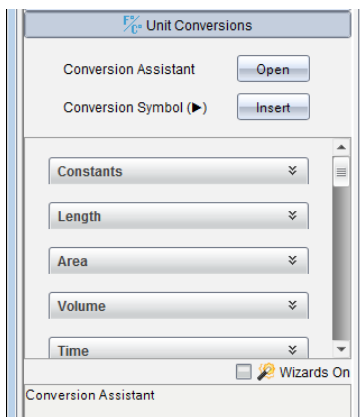 F°/C° Unit Conversions
Conversion Assistant Open
Conversion Symbol (▶) Insert
Constants
Length
Area
Volume
Time
Wizards On
Conversion Assistant